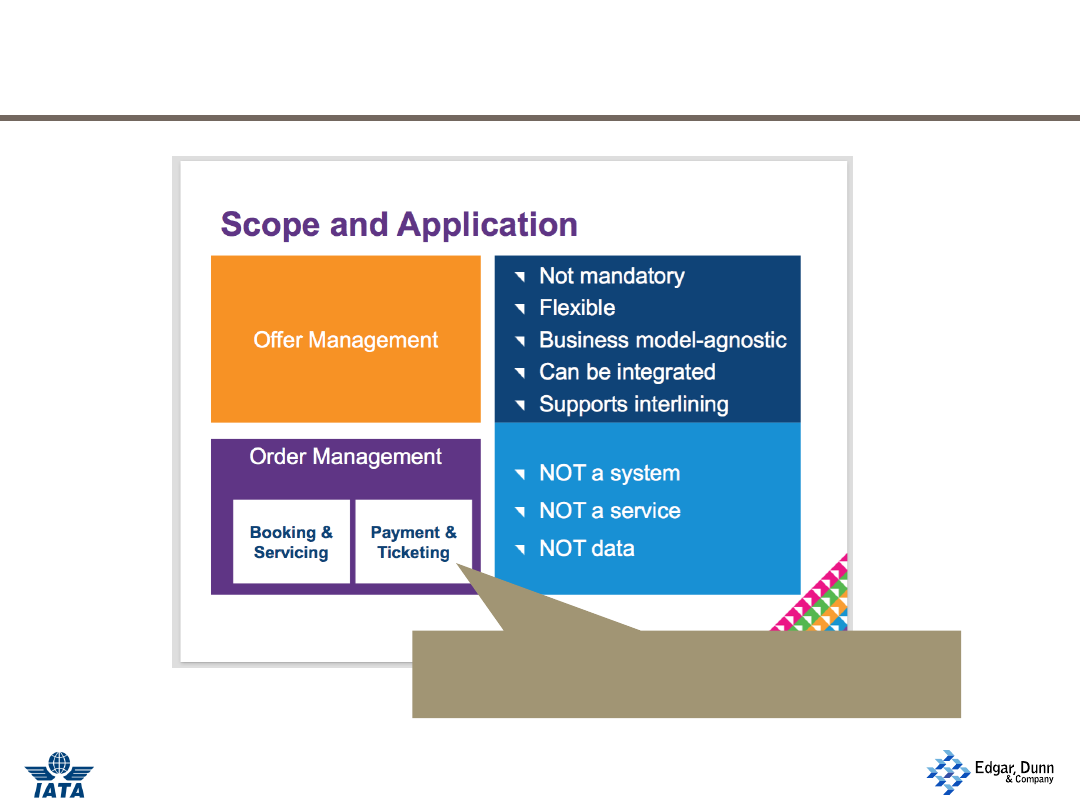 Scope and Application
Offer Management
Not mandatory
Flexible
Business model-agnostic
Can be integrated
Supports interlining
Order Management
Booking &
Servicing
Payment &
Ticketing
NOT a system
NOT a service
NOT data
IATA
Edgar, Dunn
& Company